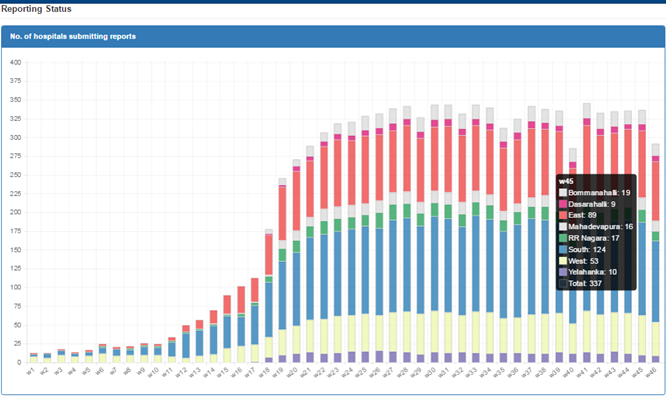 Reporting Status
No. of hospitals submitting reports
400
375
350
325
300
275
250
225
200
175
150
125
100
75
50
25
0
w45
Bommanahalli: 19
Dasarahalli: 9
East: 89
Mahadevapura: 16
RR Nagara: 17
South: 124
West: 53
Yelahanka: 10
Total: 337
w1 w2 w3 w4 w5 w6 w7 w8 w9 w10 w11 w12 w13 w14 w15 w16 w17 w18 w19 w20 w21 w22 w23 w24 w25 w26 w27 w28 w29 w30 w31 w32 w33 w34 w35 w36 w37 w38 w39 w40 w41 w42 w43 w44 w45 w46